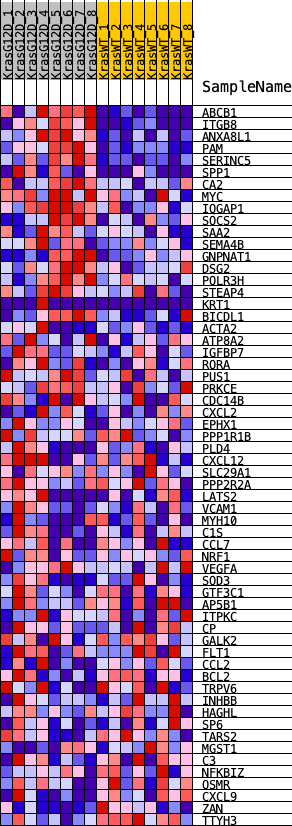 KrasG12D_1
KrasG12D_2
KrasG12D_3
KrasG12D_4
KrasG12D_5
KrasG12D_6
KrasG12D_7
KrasG12D_8
KrasWT_1
KrasWT_2
KrasWT_3
KrasWT_4
KrasWT_5
KrasWT_6
KrasWT_7
KrasWT_8
SampleName
ABCB1
ITGB8
ANXA8L1
PAM
SERINC5
SPP1
CA2
MYC
IQGAP1
SOCS2
SAA2
SEMA4B
GNPNAT1
DSG2
POLR3H
STEAP4
KRT1
BICDL1
ACTA2
ATP8A2
IGFBP7
RORA
PUS1
PRKCE
CDC14B
CXCL2
EPHX1
PPP1R1B
PLD4
CXCL12
SLC29A1
PPP2R2A
LATS2
VCAM1
MYH10
C1S
CCL7
NRF1
VEGFA
SOD3
GTF3C1
AP5B1
ITPKC
CP
GALK2
FLT1
CCL2
BCL2
TRPV6
INHBB
HAGHL
SP6
TARS2
MGST1
C3
NFKBIZ
OSMR
CXCL9
ZAN
TTYH3